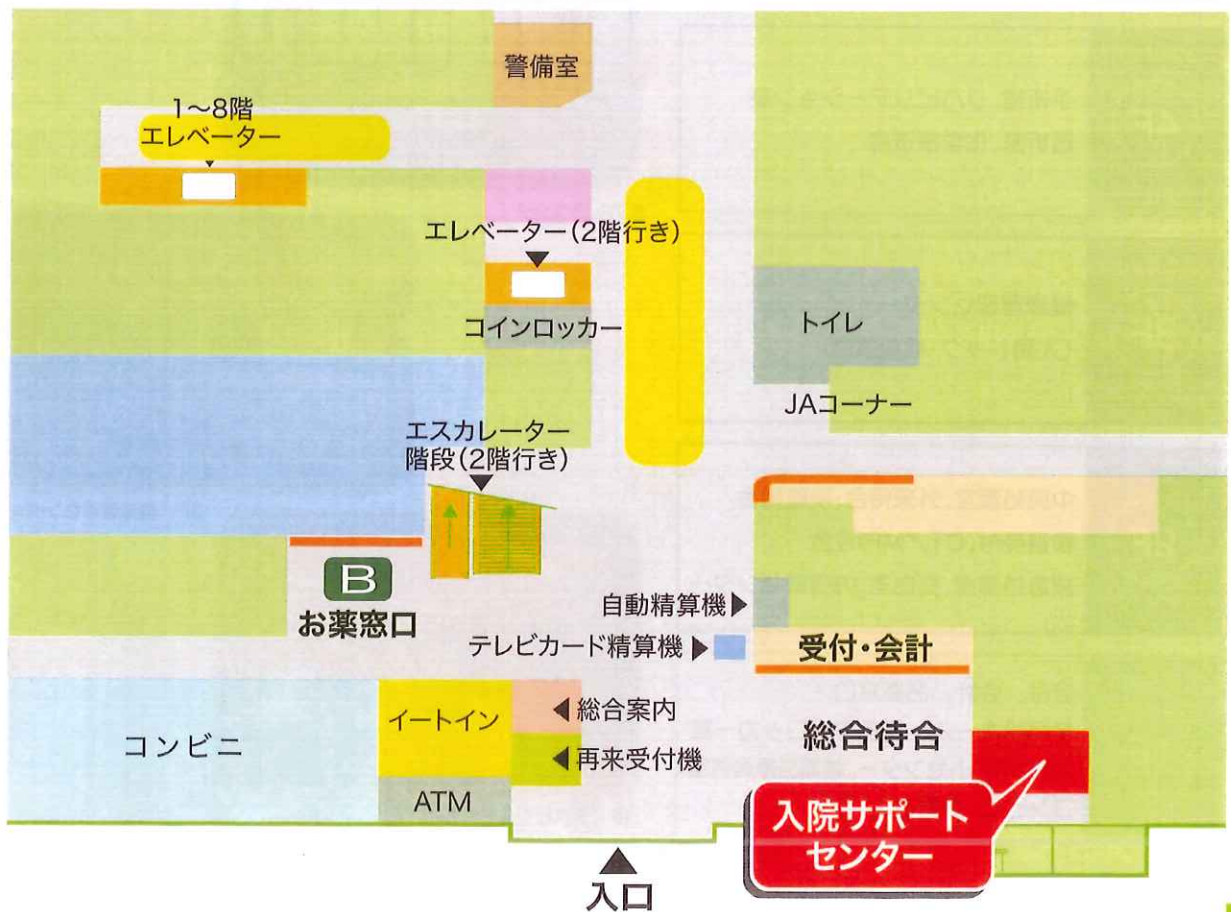 警備室
1〜8階
エレベーター
エレベーター(2階行き)
コインロッカー
トイレ
JAコーナー
エスカレーター
階段(2階行き)
B
お薬窓口
自動精算機▶
テレビカード精算機▶
受付・会計
コンビニ
イートイン
ATM
◀総合案内
◀再来受付機
総合待合
入院サポート
センター
入口